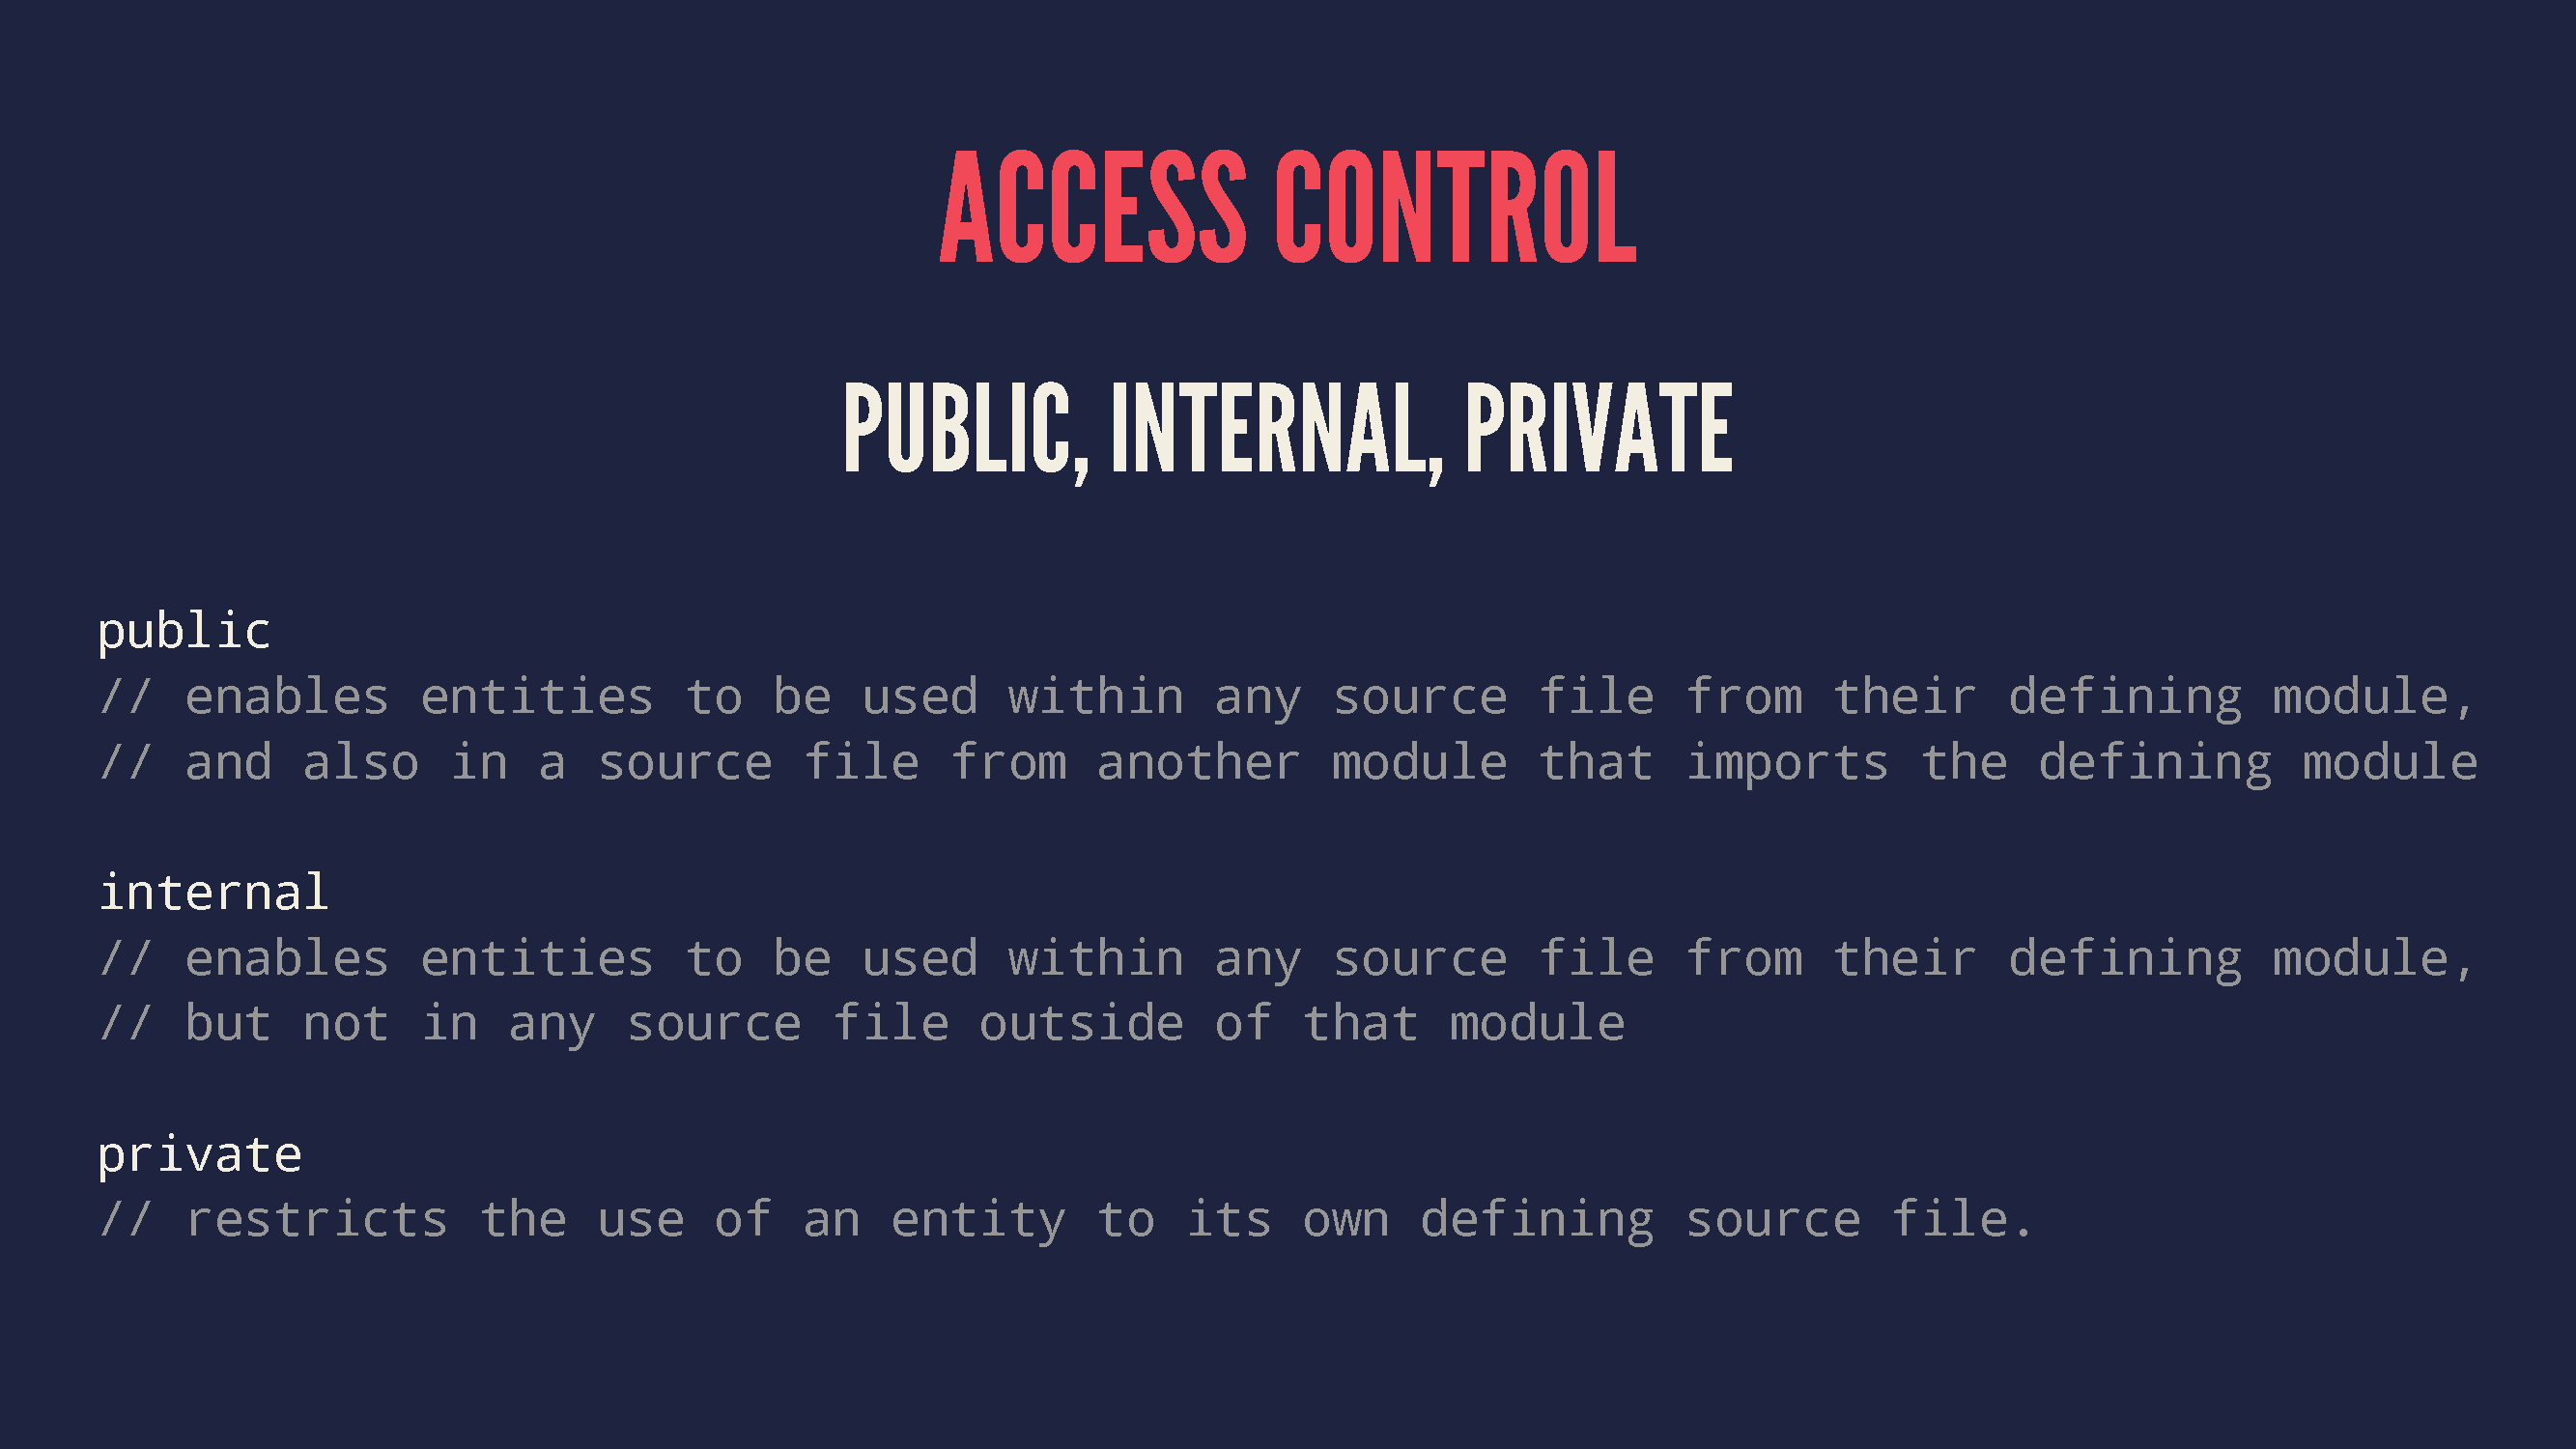 ACCESS CONTROL
PUBLIC, INTERNAL, PRIVATE
public
// enables entities to be used within any source file from their defining module,
// and also in a source file from another module that imports the defining module
internal
// enables entities to be used within any source file from their defining module,
// but not in any source file outside of that module
private
// restricts the use of an entity to its own defining source file.